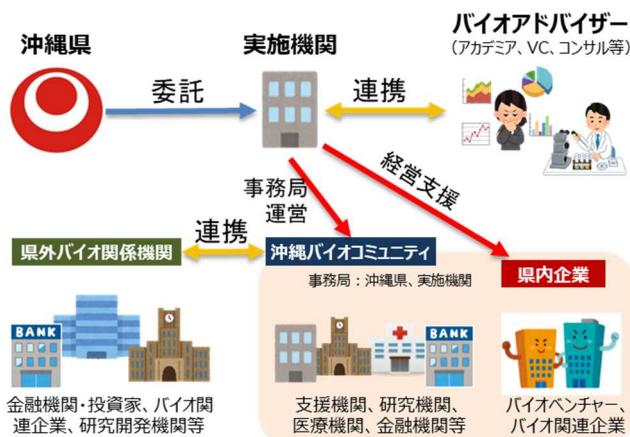 沖縄県
実施機関
バイオアドバイザー
(アカデミア、VC、コンサル等)
委託
連携
事務局
運営
経営支援
県外バイオ関係機関
連携
沖縄バイオコミュニティ
事務局：沖縄県、実施機関
県内企業
BANK
BANK
金融機関・投資家、バイオ関
連企業、研究開発機関等
支援機関、研究機関、
医療機関、金融機関等
バイオベンチャー、
バイオ関連企業